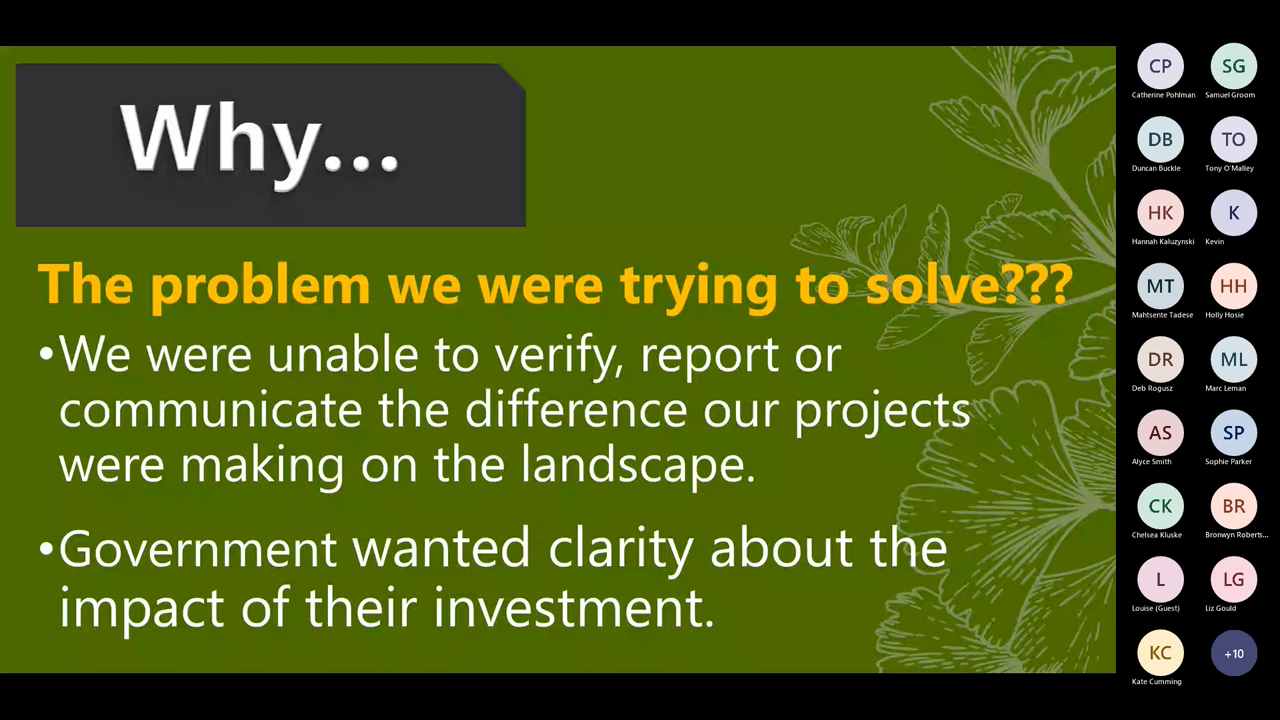 Why...
The problem we were trying to solve???
•We were unable to verify, report or
communicate the difference our projects
were making on the landscape.
•Government wanted clarity about the
impact of their investment.
CP
Catherine Pohlman
SG
Samuel Groom
DB
Duncan Buckle
TO
Tony O'Malley
HK
Hannah Kaluzynski
K
Kevin
MT
Mahtsente Tadese
HH
Holly Hosie
DR
Deb Rogusz
ML
Marc Leman
AS
Alyce Smith
SP
Sophie Parker
CK
Chelsea Kluske
BR
Bronwyn Roberts...
L
Louise (Guest)
LG
Liz Gould
KC
Kate Cumming
+10